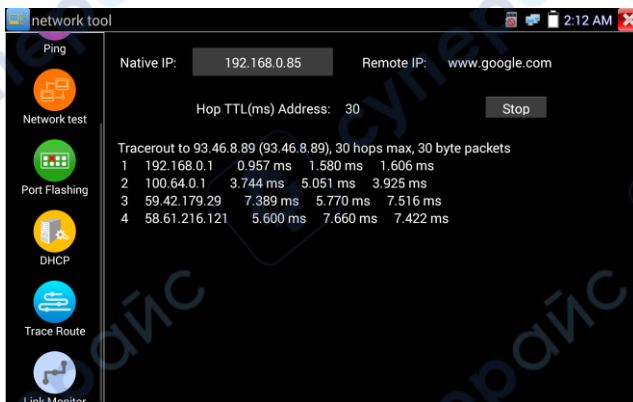 network tool
2:12 AM
Ping
Network test
Port Flashing
DHCP
Trace Route
Link Monitor
Native IP: 192.168.0.85 Remote IP: www.google.com
Hop TTL(ms) Address: 30 Stop
Tracerout to 93.46.8.89 (93.46.8.89), 30 hops max, 30 byte packets
1 192.168.0.1 0.957 ms 1.580 ms 1.606 ms
2 100.64.0.1 3.744 ms 5.051 ms 3.925 ms
3 59.42.179.29 7.389 ms 5.770 ms 7.516 ms
4 58.61.216.121 5.600 ms 7.660 ms 7.422 ms